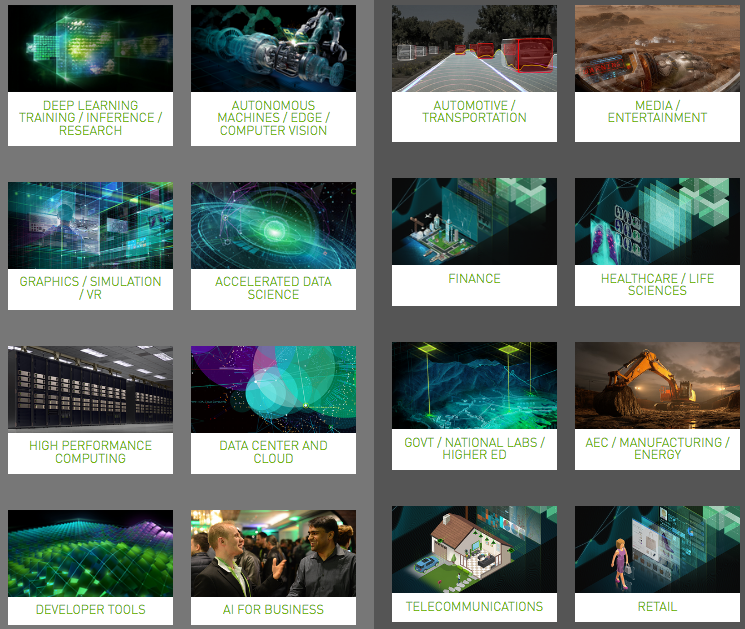 DEEP LEARNING
TRAINING / INFERENCE /
RESEARCH
AUTONOMOUS
MACHINES / EDGE /
COMPUTER VISION
AUTOMOTIVE /
TRANSPORTATION
MEDIA /
ENTERTAINMENT
GRAPHICS / SIMULATION
/ VR
ACCELERATED DATA
SCIENCE
FINANCE
HEALTHCARE / LIFE
SCIENCES
HIGH PERFORMANCE
COMPUTING
DATA CENTER AND
CLOUD
GOVT / NATIONAL LABS /
HIGHER ED
AEC / MANUFACTURING /
ENERGY
DEVELOPER TOOLS
AI FOR BUSINESS
TELECOMMUNICATIONS
RETAIL